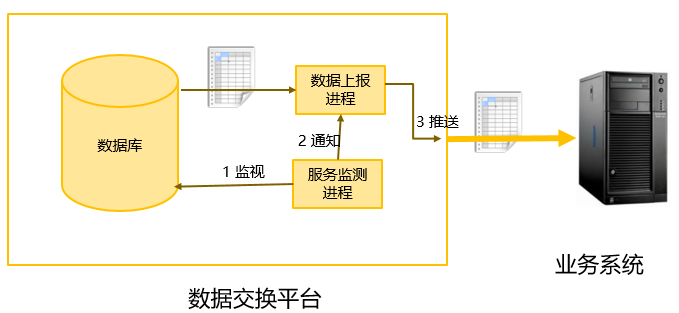 数据上报
进程
3 推送
数据库
2 通知
1 监视
服务监测
进程
业务系统
数据交换平台